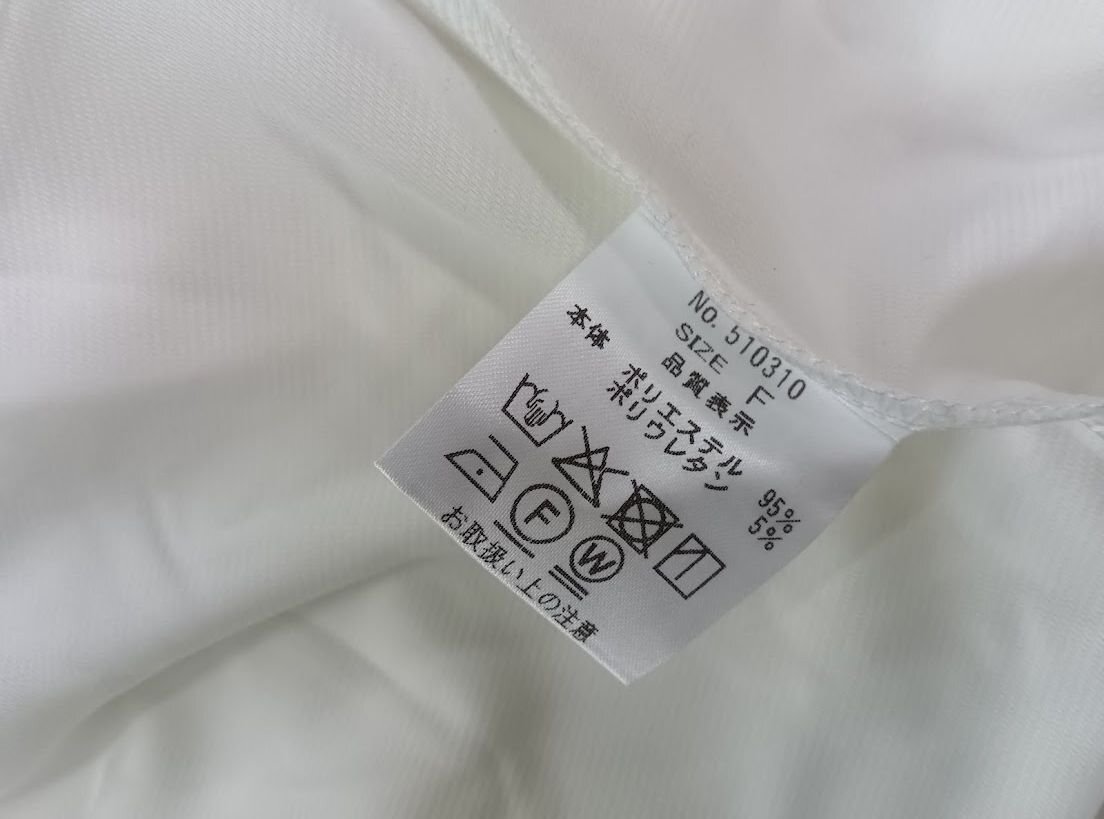 No. 510310
SIZE F
品質表示
本体 ポリエステル 95%
ポリウレタン 5%
F
W
お取扱い上の注意